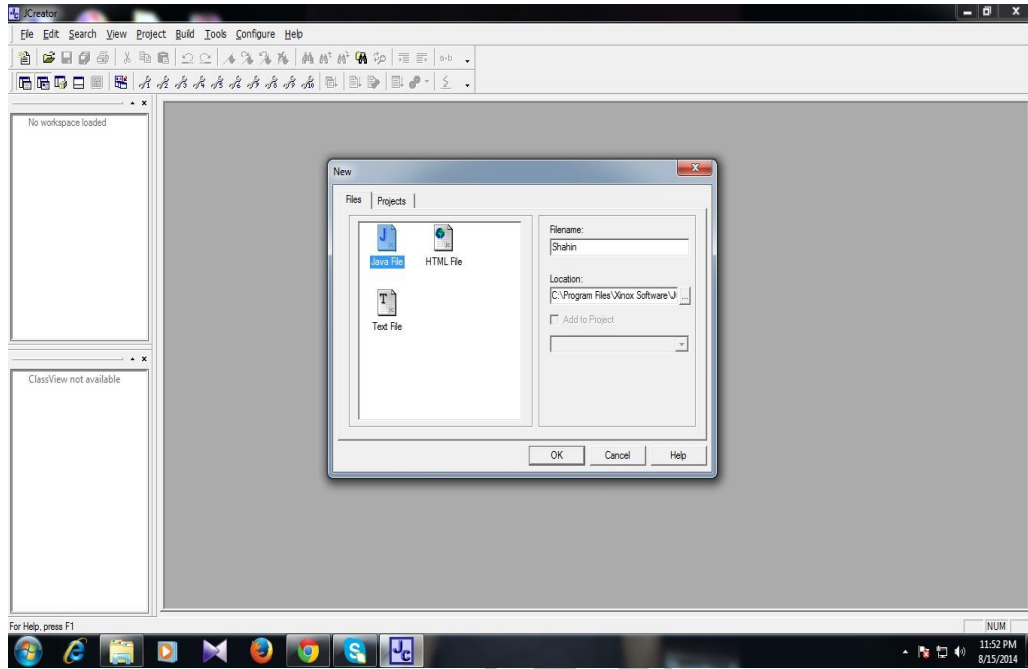 JCreator
File Edit Search View Project Build Tools Configure Help
No workspace loaded
ClassView not available
New
Files Projects
Java File HTML File
Text File
Filename:
Shahin
Location:
C:\Program Files\Xinox Software\J
...
Add to Project
OK Cancel Help
For Help, press F1
NUM
11:52 PM
8/15/2014